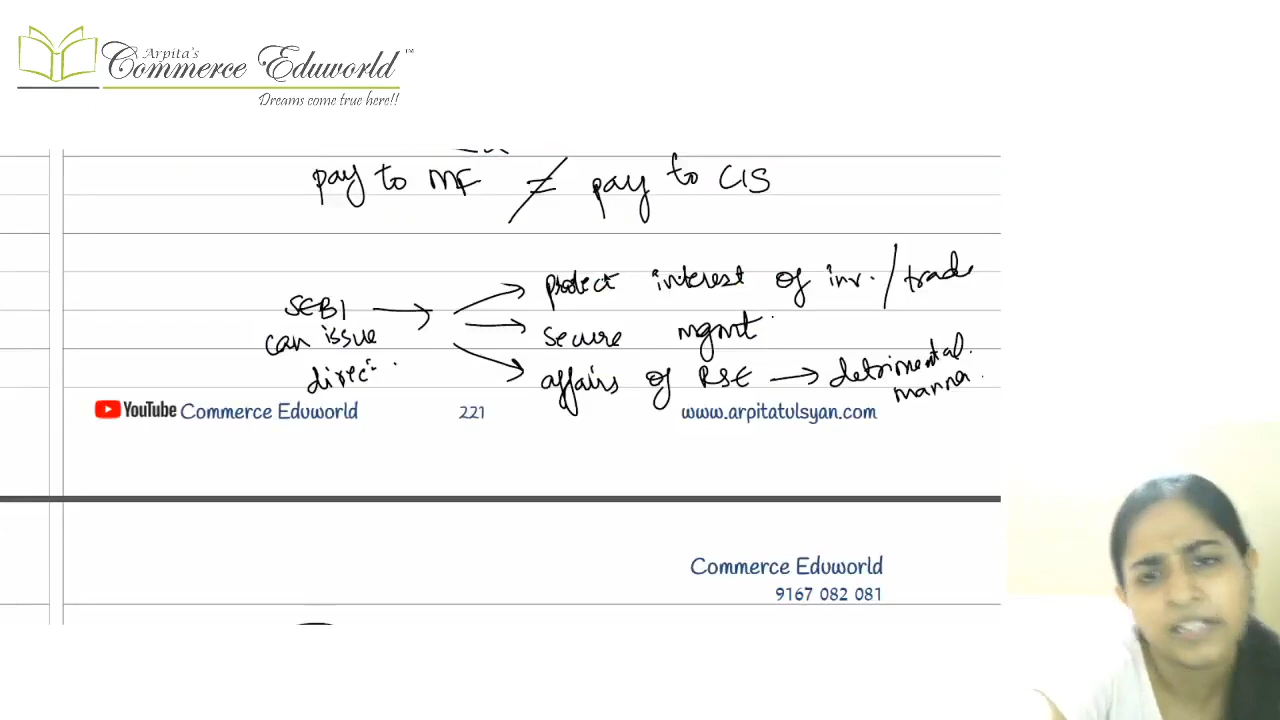 Arpita's
Commerce Eduworld™
Dreams come true here!!
pay to MF ≠ pay to CIS
SEBI → protect interest of inv. / trade
can issue → secure mgmt.
direc → affairs of RSE → detrimental manner.
YouTube Commerce Eduworld 221 www.arpitatulsyan.com
Commerce Eduworld
9167 082 081